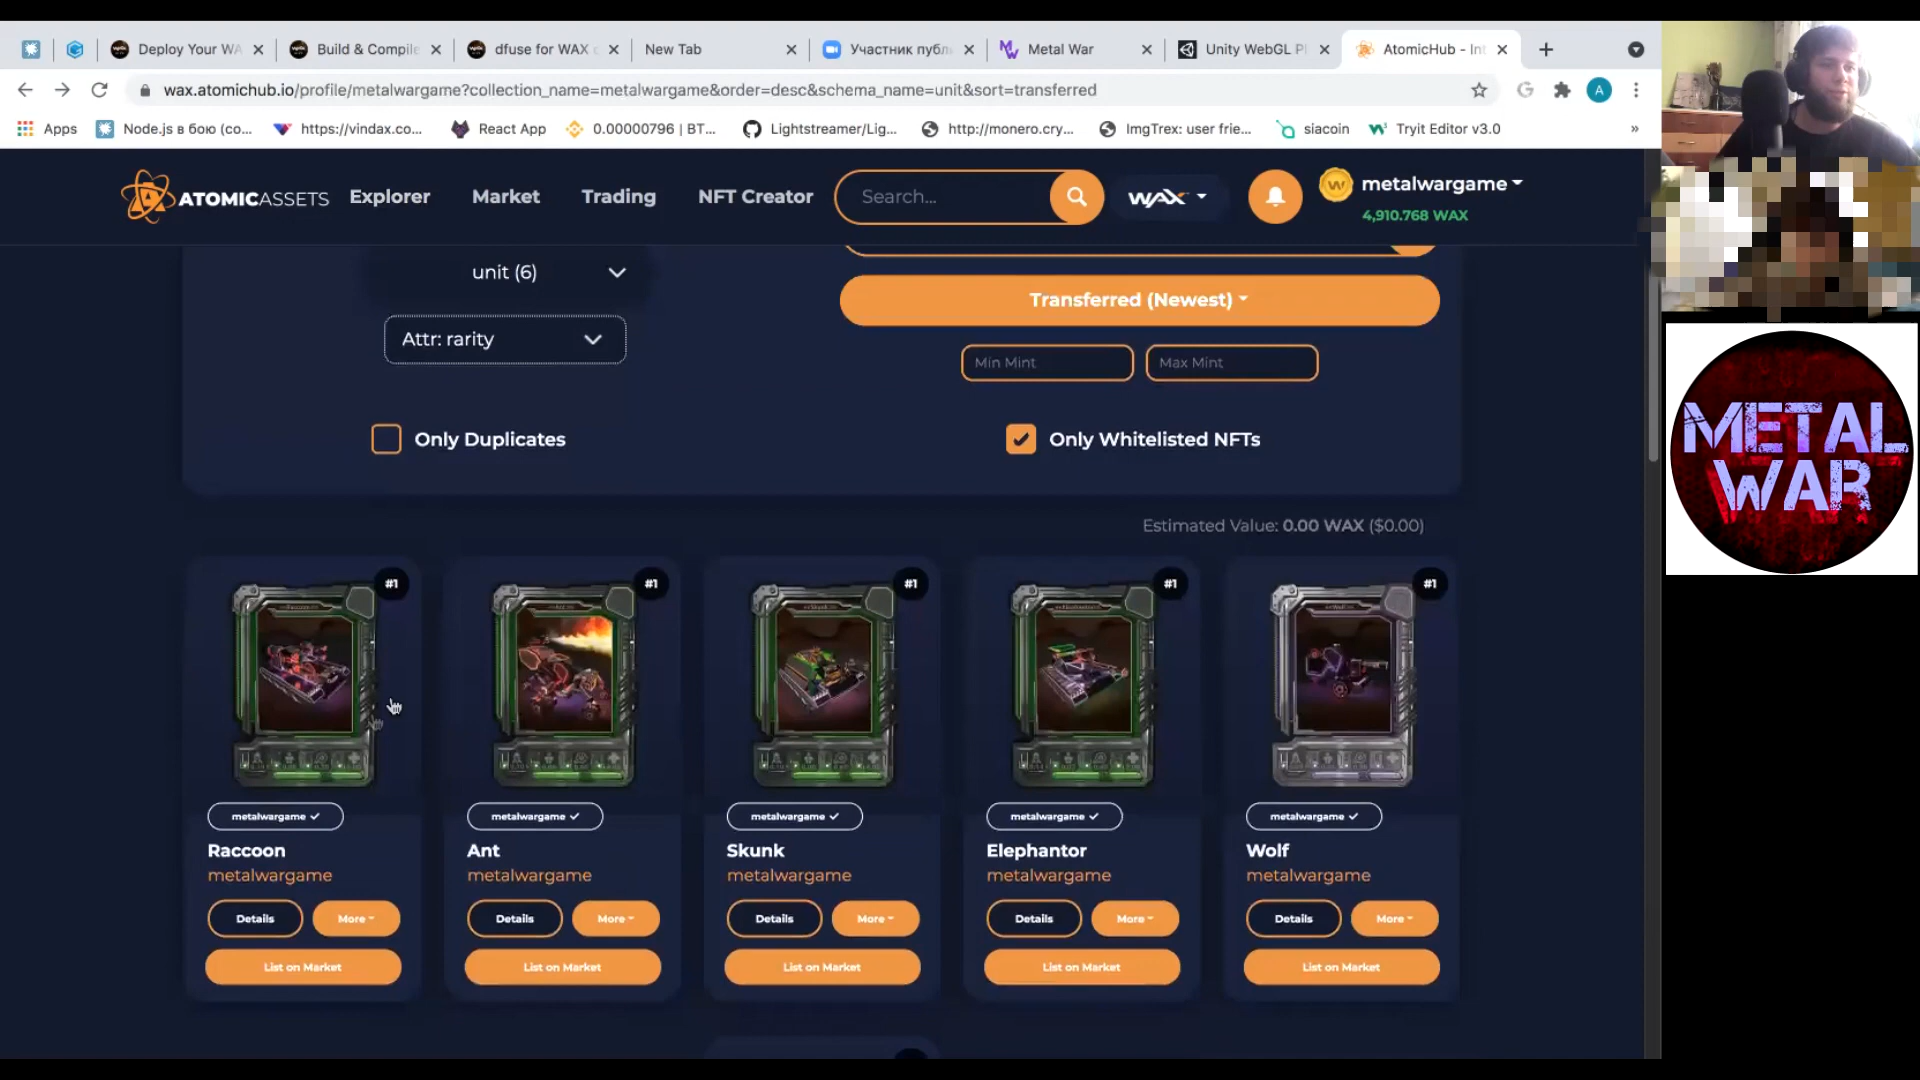 Deploy Your WA
Build & Compile
dfuse for WAX
New Tab
Участник публ
Metal War
Unity WebGL Pl
AtomicHub - Int
wax.atomichub.io/profile/metalwargame?collection_name=metalwargame&order=desc&schema_name=unit&sort=transferred
A
Apps
Node.js в бою (со...
https://vindax.co...
React App
0.00000796 | BT...
Lightstreamer/Lig...
http://monero.cry...
ImgTrex: user frie...
siacoin
Tryit Editor v3.0
»
ATOMICASSETS
Explorer
Market
Trading
NFT Creator
Search...
WAX
metalwargame
4,910.768 WAX
unit (6)
Transferred (Newest)
Attr: rarity
Min Mint
Max Mint
Only Duplicates
Only Whitelisted NFTs
Estimated Value: 0.00 WAX ($0.00)
#1
#1
#1
#1
#1
metalwargame
metalwargame
metalwargame
metalwargame
metalwargame
Raccoon
Ant
Skunk
Elephantor
Wolf
metalwargame
metalwargame
metalwargame
metalwargame
metalwargame
Details
More
Details
More
Details
More
Details
More
Details
More
List on Market
List on Market
List on Market
List on Market
List on Market
METAL
WAR